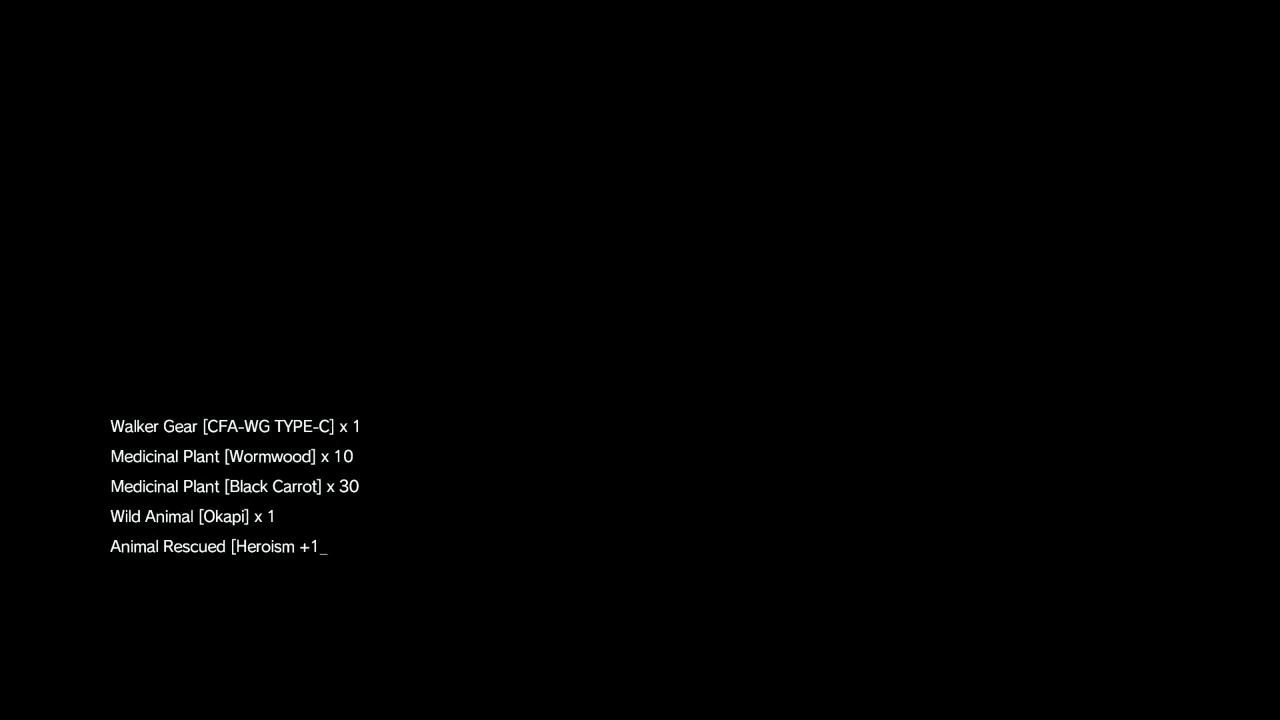 Walker Gear [CFA-WG TYPE-C] x 1
Medicinal Plant [Wormwood] x 10
Medicinal Plant [Black Carrot] x 30
Wild Animal [Okapi] x 1
Animal Rescued [Heroism +1_